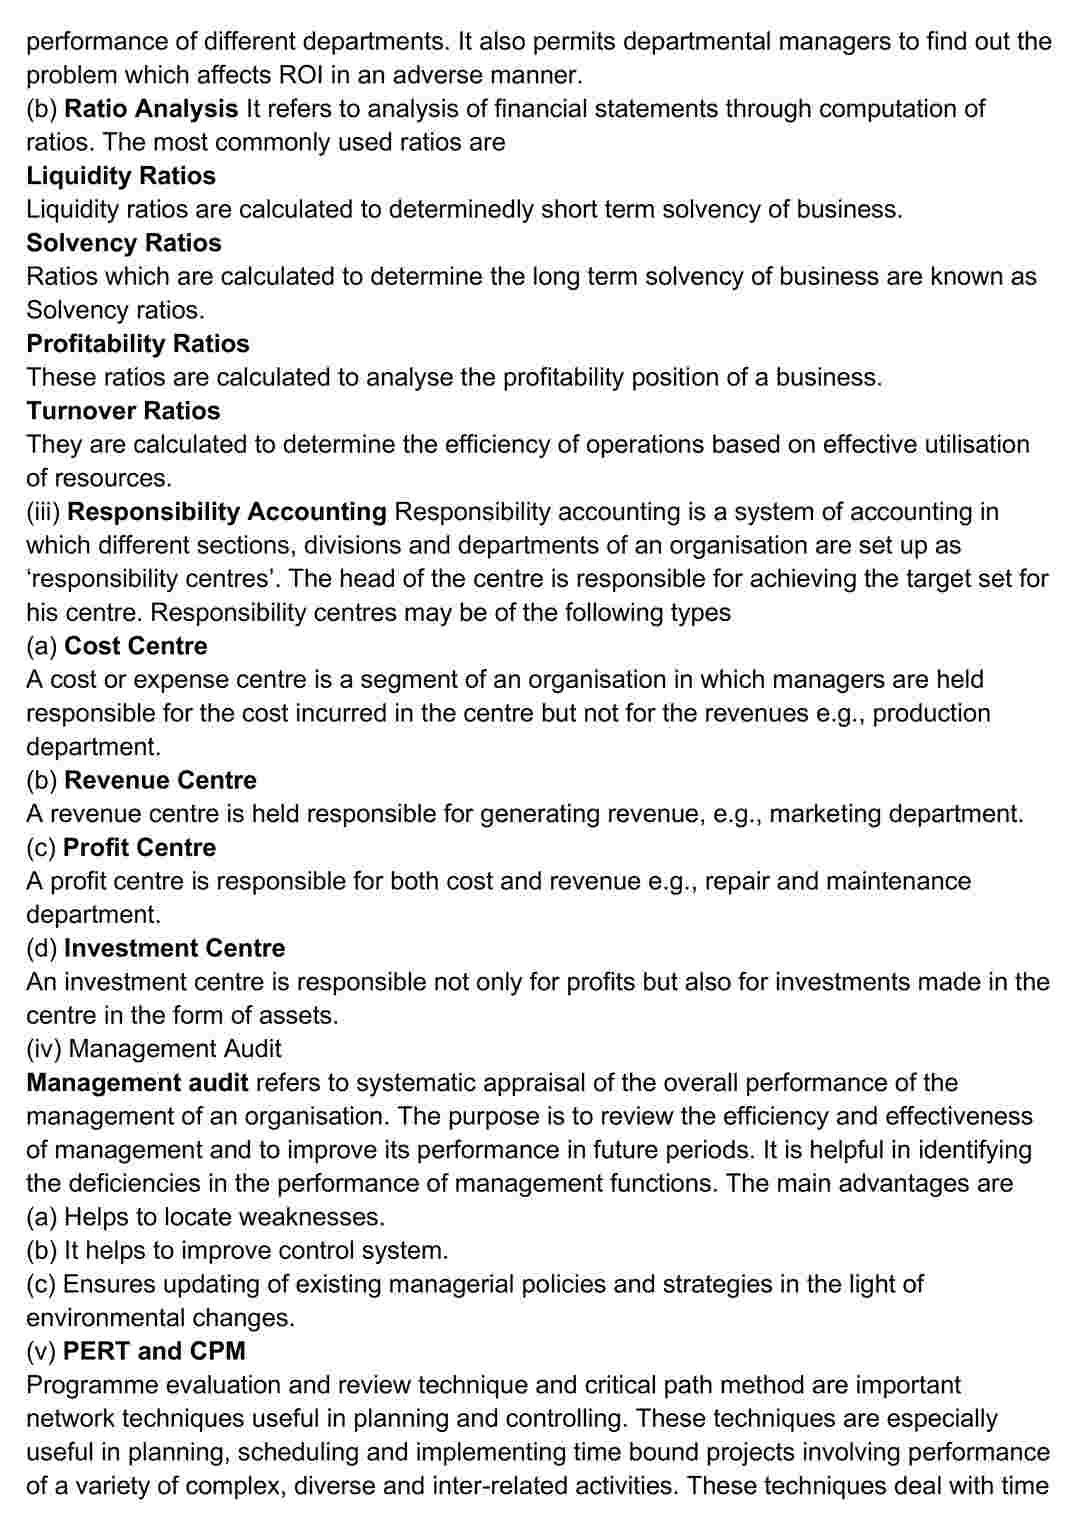 performance of different departments. It also permits departmental managers to find out the
problem which affects ROI in an adverse manner.
(b) Ratio Analysis It refers to analysis of financial statements through computation of
ratios. The most commonly used ratios are
Liquidity Ratios
Liquidity ratios are calculated to determinedly short term solvency of business.
Solvency Ratios
Ratios which are calculated to determine the long term solvency of business are known as
Solvency ratios.
Profitability Ratios
These ratios are calculated to analyse the profitability position of a business.
Turnover Ratios
They are calculated to determine the efficiency of operations based on effective utilisation
of resources.
(iii) Responsibility Accounting Responsibility accounting is a system of accounting in
which different sections, divisions and departments of an organisation are set up as
‘responsibility centres’. The head of the centre is responsible for achieving the target set for
his centre. Responsibility centres may be of the following types
(a) Cost Centre
A cost or expense centre is a segment of an organisation in which managers are held
responsible for the cost incurred in the centre but not for the revenues e.g., production
department.
(b) Revenue Centre
A revenue centre is held responsible for generating revenue, e.g., marketing department.
(c) Profit Centre
A profit centre is responsible for both cost and revenue e.g., repair and maintenance
department.
(d) Investment Centre
An investment centre is responsible not only for profits but also for investments made in the
centre in the form of assets.
(iv) Management Audit
Management audit refers to systematic appraisal of the overall performance of the
management of an organisation. The purpose is to review the efficiency and effectiveness
of management and to improve its performance in future periods. It is helpful in identifying
the deficiencies in the performance of management functions. The main advantages are
(a) Helps to locate weaknesses.
(b) It helps to improve control system.
(c) Ensures updating of existing managerial policies and strategies in the light of
environmental changes.
(v) PERT and CPM
Programme evaluation and review technique and critical path method are important
network techniques useful in planning and controlling. These techniques are especially
useful in planning, scheduling and implementing time bound projects involving performance
of a variety of complex, diverse and inter-related activities. These techniques deal with time